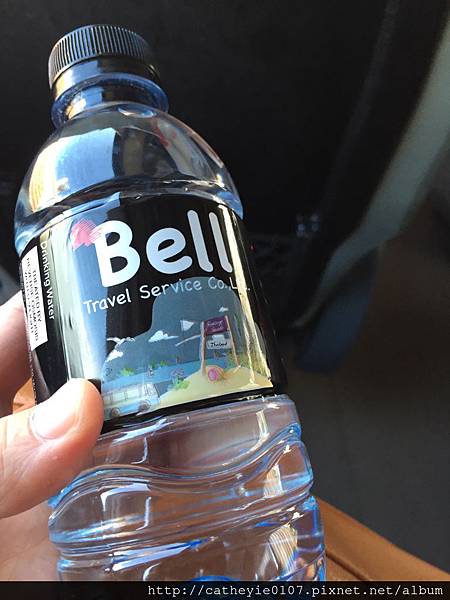 Bell
Travel Service Co.,L
Drinking Water
Thailand
http://catheyie0107.pixnet.net/album